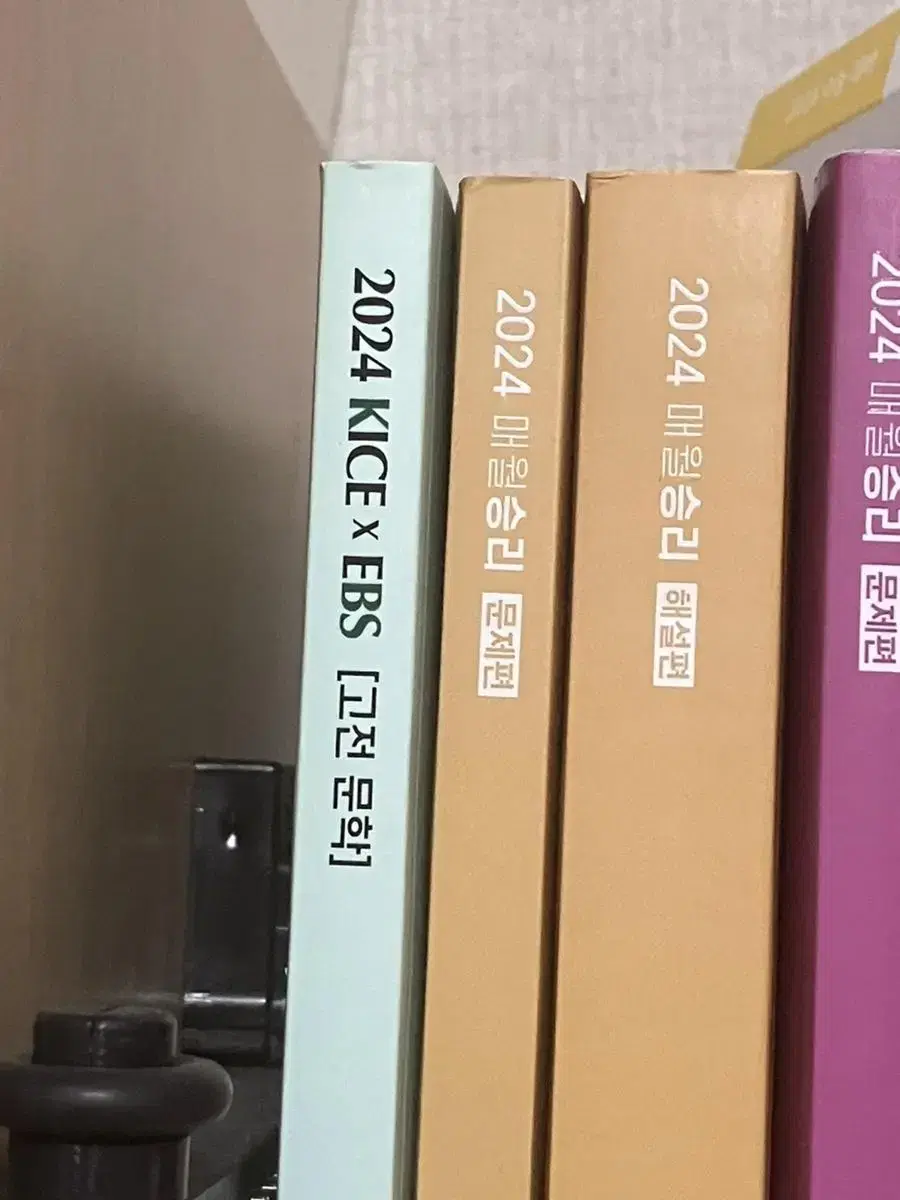 2024 KICE x EBS [고전 문학]
2024 매월승리 문제편
2024 매월승리 해설편
2024 매월승리 문제편